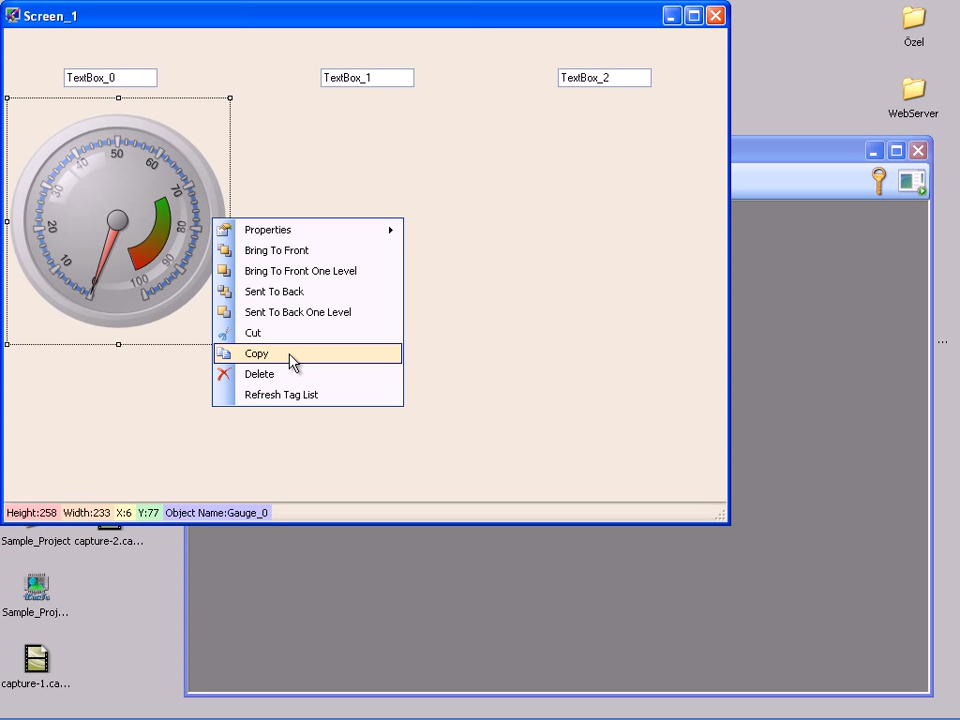 Screen_1
Özel
TextBox_0
TextBox_1
TextBox_2
WebServer
50
40
60
30
70
20
80
10
90
0
100
Properties
Bring To Front
Bring To Front One Level
Sent To Back
Sent To Back One Level
Cut
Copy
Delete
Refresh Tag List
...
Height:258 Width:233 X:6 Y:77 Object Name:Gauge_0
Sample_Project capture-2.ca...
Sample_Proj...
capture-1.ca...